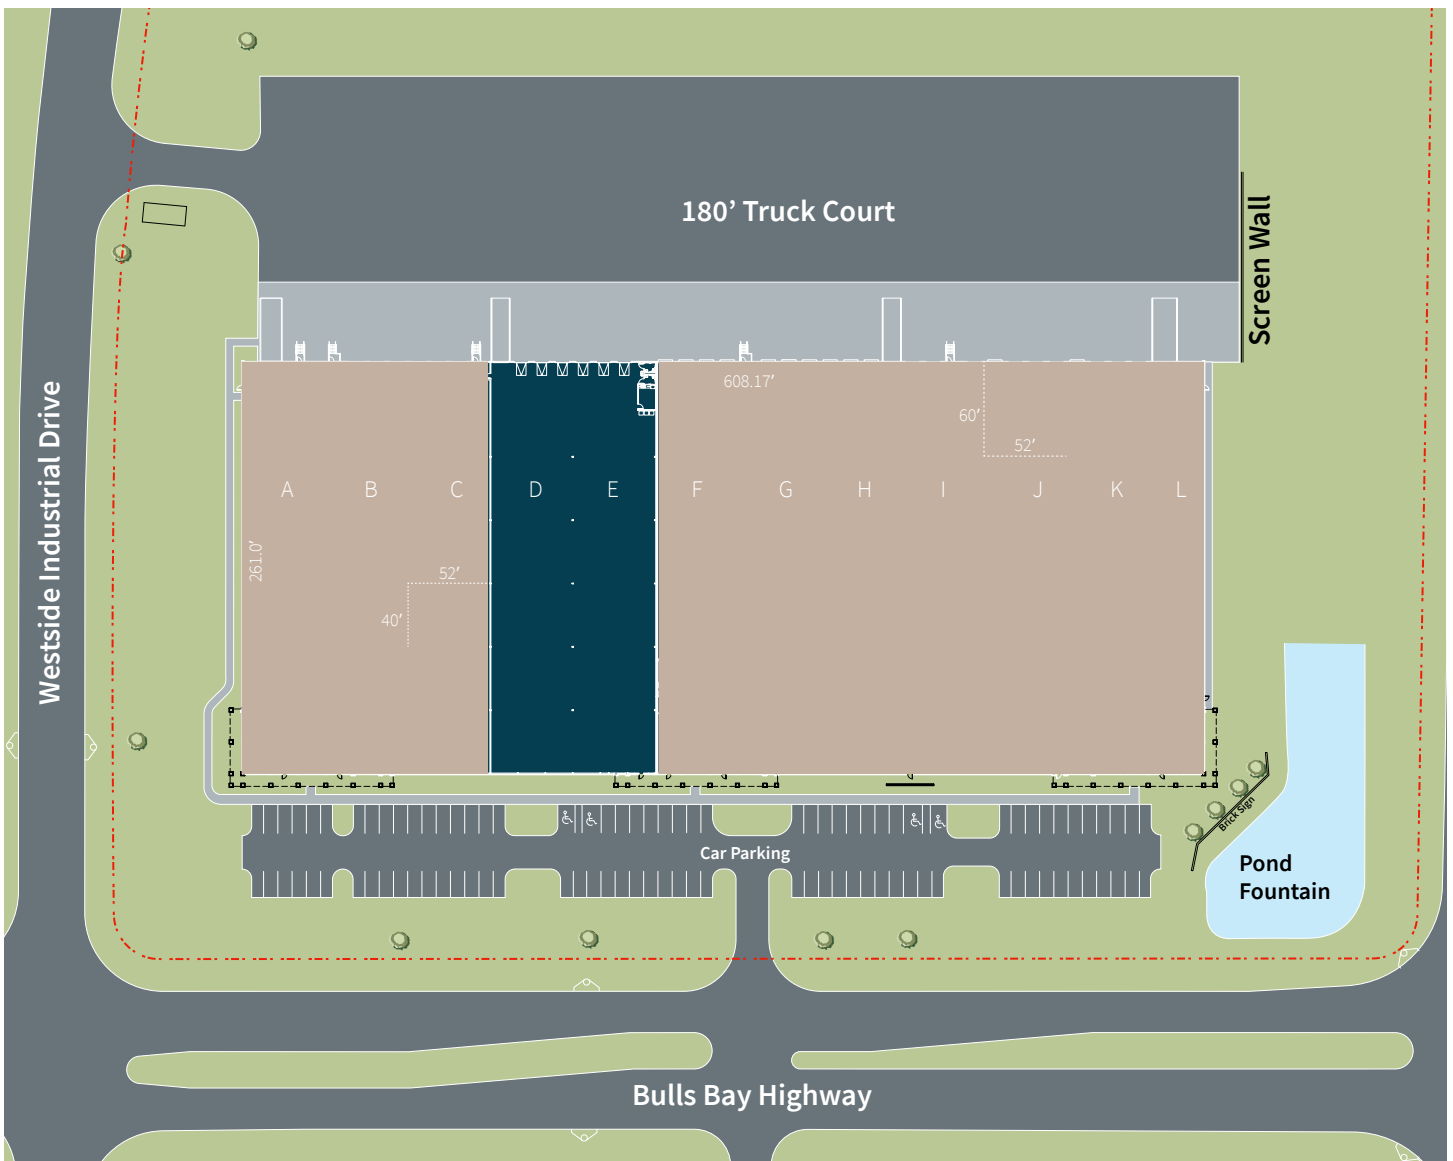 180’ Truck Court
Screen Wall
608.17’
60’
52’
A B C D E F G H I J K L
261.0’
52’
40’
Westside Industrial Drive
Brick Sign
Car Parking
Pond
Fountain
Bulls Bay Highway